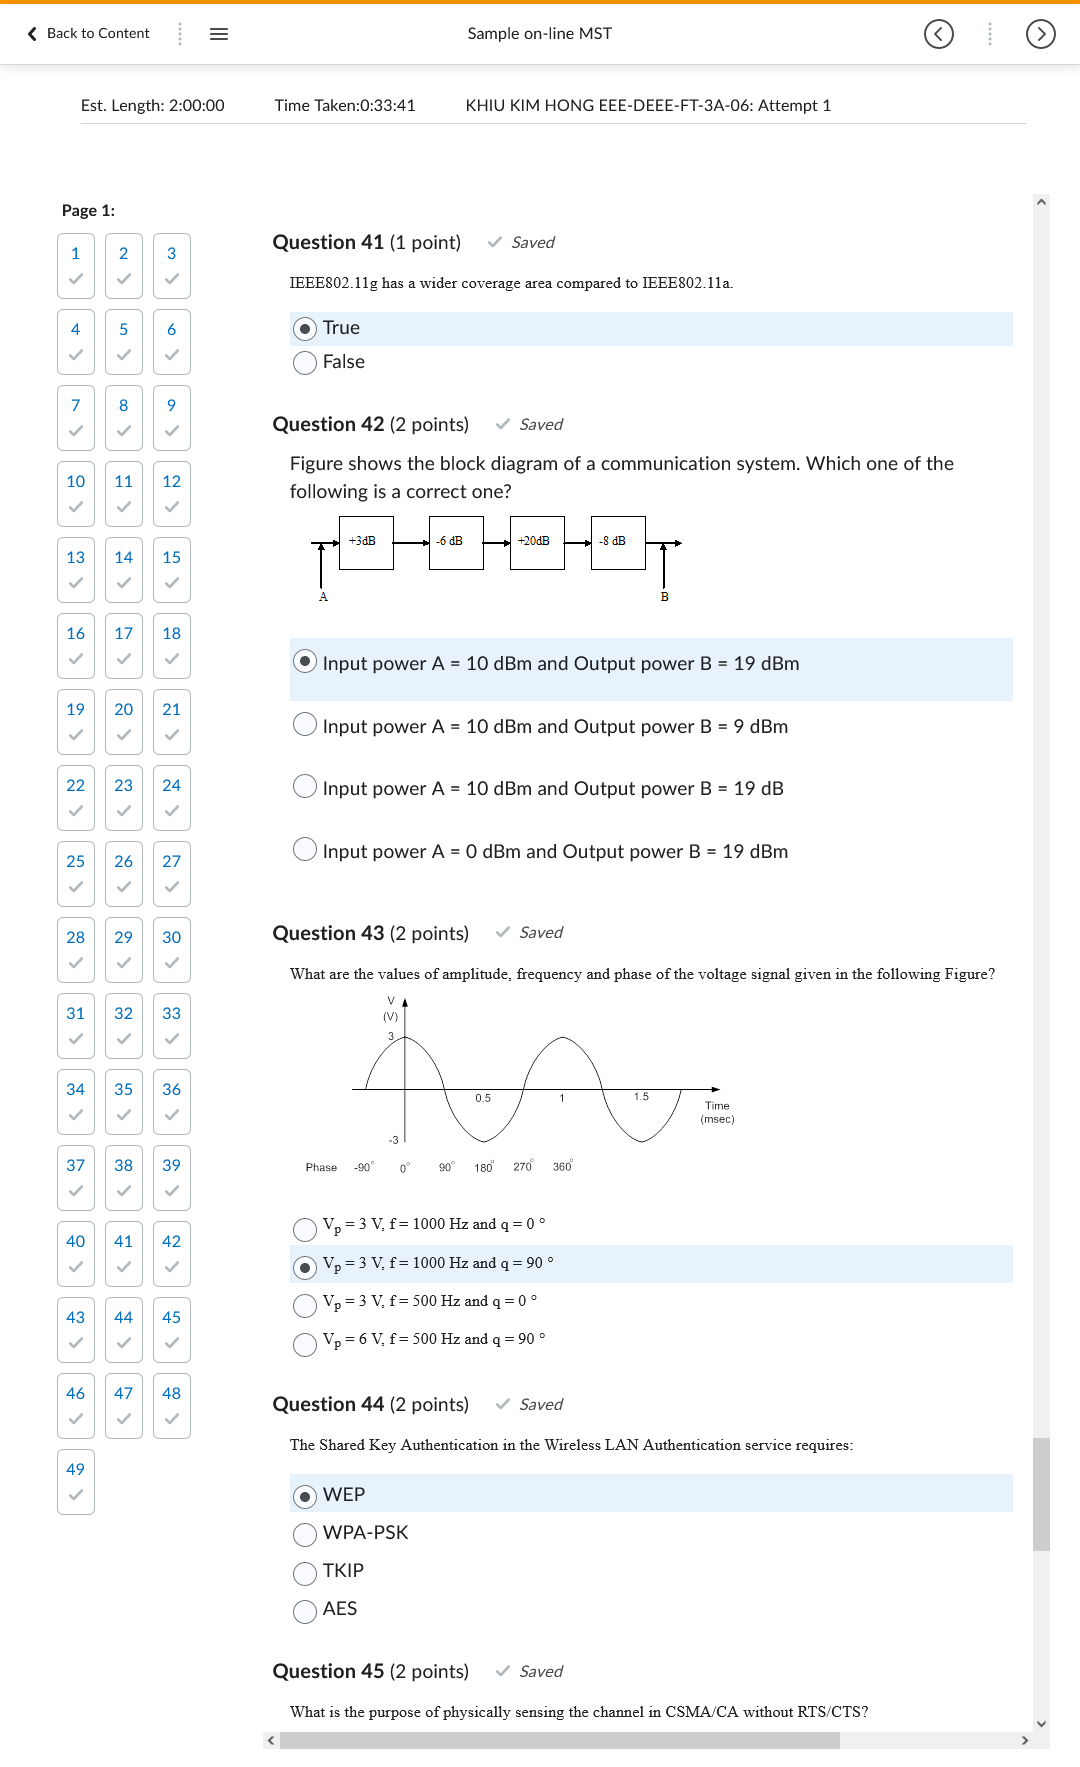 Back to Content
Sample on-line MST
Est. Length: 2:00:00 Time Taken:0:33:41 KHIU KIM HONG EEE-DEEE-FT-3A-06: Attempt 1
Page 1:
1 2 3
4 5 6
7 8 9
10 11 12
13 14 15
16 17 18
19 20 21
22 23 24
25 26 27
28 29 30
31 32 33
34 35 36
37 38 39
40 41 42
43 44 45
46 47 48
49
Question 41 (1 point) Saved
IEEE802.11g has a wider coverage area compared to IEEE802.11a.
True
False
Question 42 (2 points) Saved
Figure shows the block diagram of a communication system. Which one of the
following is a correct one?
+3dB -6 dB +20dB -8 dB
A B
Input power A = 10 dBm and Output power B = 19 dBm
Input power A = 10 dBm and Output power B = 9 dBm
Input power A = 10 dBm and Output power B = 19 dB
Input power A = 0 dBm and Output power B = 19 dBm
Question 43 (2 points) Saved
What are the values of amplitude, frequency and phase of the voltage signal given in the following Figure?
V
(V)
3
0.5 1 1.5
Time
(msec)
-3
Phase -90° 0° 90° 180° 270° 360°
Vp = 3 V, f = 1000 Hz and q = 0 °
Vp = 3 V, f = 1000 Hz and q = 90 °
Vp = 3 V, f = 500 Hz and q = 0 °
Vp = 6 V, f = 500 Hz and q = 90 °
Question 44 (2 points) Saved
The Shared Key Authentication in the Wireless LAN Authentication service requires:
WEP
WPA-PSK
TKIP
AES
Question 45 (2 points) Saved
What is the purpose of physically sensing the channel in CSMA/CA without RTS/CTS?